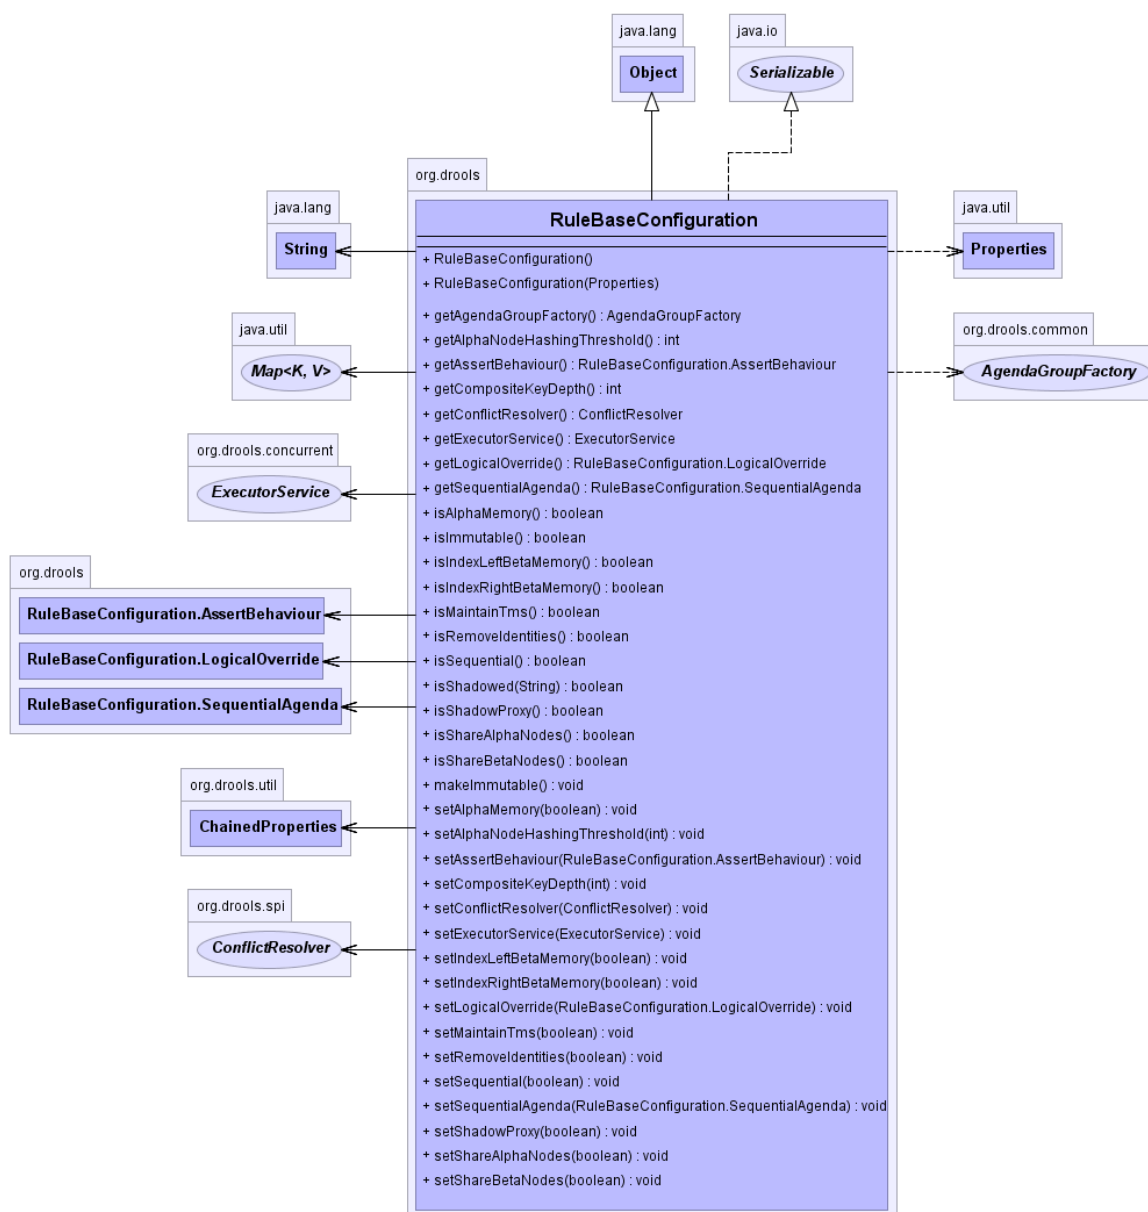 java.lang
Object
java.io
Serializable
org.drools
RuleBaseConfiguration
java.lang
String
java.util
Properties
+ RuleBaseConfiguration()
+ RuleBaseConfiguration(Properties)
+ getAgendaGroupFactory() : AgendaGroupFactory
+ getAlphaNodeHashingThreshold() : int
+ getAssertBehaviour() : RuleBaseConfiguration.AssertBehaviour
+ getCompositeKeyDepth() : int
+ getConflictResolver() : ConflictResolver
+ getExecutorService() : ExecutorService
+ getLogicalOverride() : RuleBaseConfiguration.LogicalOverride
+ getSequentialAgenda() : RuleBaseConfiguration.SequentialAgenda
+ isAlphaMemory() : boolean
+ isImmutable() : boolean
+ isIndexLeftBetaMemory() : boolean
+ isIndexRightBetaMemory() : boolean
+ isMaintainTms() : boolean
+ isRemoveIdentities() : boolean
+ isSequential() : boolean
+ isShadowed(String) : boolean
+ isShadowProxy() : boolean
+ isShareAlphaNodes() : boolean
+ isShareBetaNodes() : boolean
+ makeImmutable() : void
+ setAlphaMemory(boolean) : void
+ setAlphaNodeHashingThreshold(int) : void
+ setAssertBehaviour(RuleBaseConfiguration.AssertBehaviour) : void
+ setCompositeKeyDepth(int) : void
+ setConflictResolver(ConflictResolver) : void
+ setExecutorService(ExecutorService) : void
+ setIndexLeftBetaMemory(boolean) : void
+ setIndexRightBetaMemory(boolean) : void
+ setLogicalOverride(RuleBaseConfiguration.LogicalOverride) : void
+ setMaintainTms(boolean) : void
+ setRemoveIdentities(boolean) : void
+ setSequential(boolean) : void
+ setSequentialAgenda(RuleBaseConfiguration.SequentialAgenda) : void
+ setShadowProxy(boolean) : void
+ setShareAlphaNodes(boolean) : void
+ setShareBetaNodes(boolean) : void
java.util
Map<K, V>
org.drools.common
AgendaGroupFactory
org.drools.concurrent
ExecutorService
org.drools
RuleBaseConfiguration.AssertBehaviour
RuleBaseConfiguration.LogicalOverride
RuleBaseConfiguration.SequentialAgenda
org.drools.util
ChainedProperties
org.drools.spi
ConflictResolver